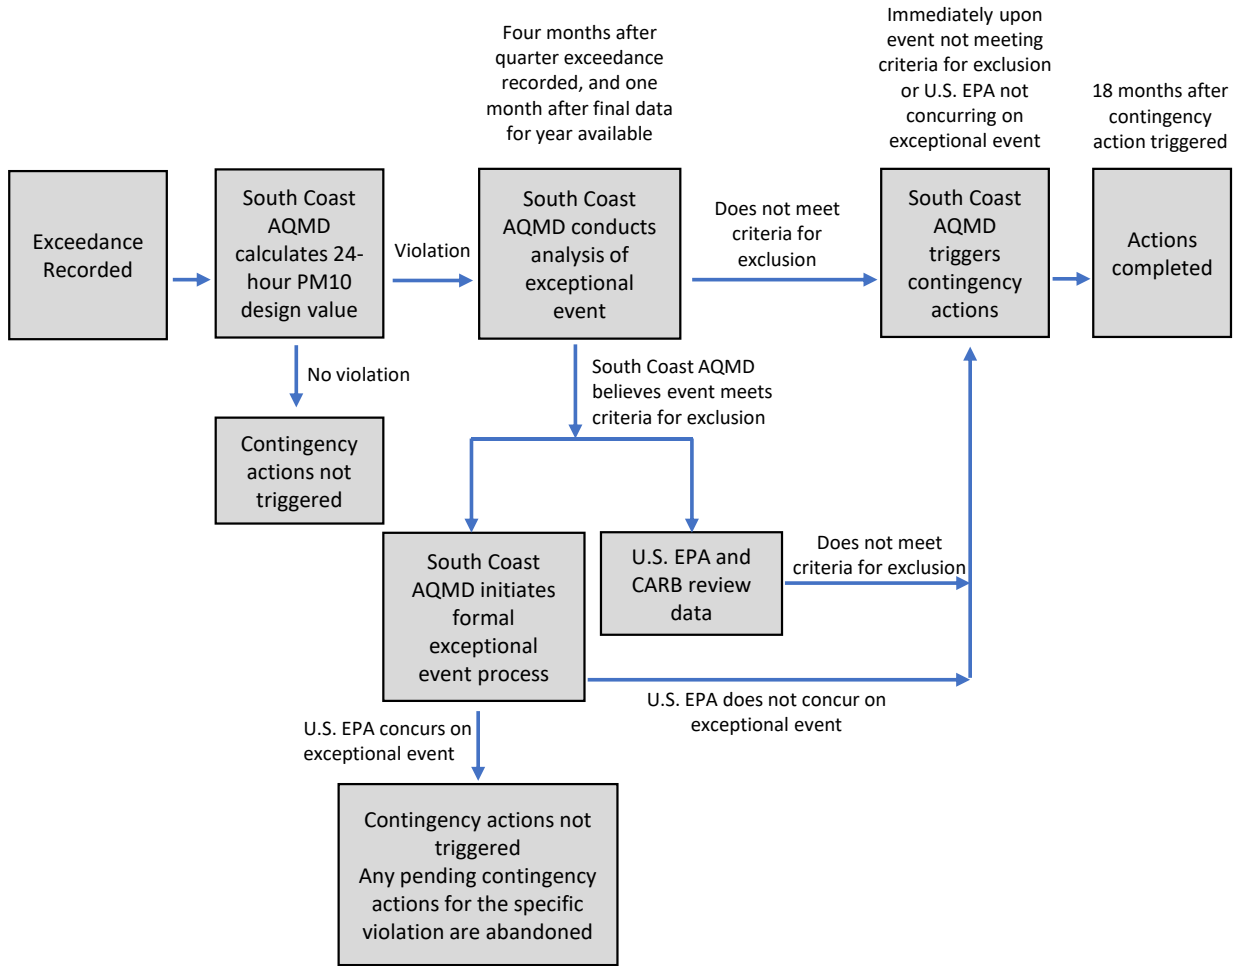 Four months after
quarter exceedance
recorded, and one
month after final data
for year available
Immediately upon
event not meeting
criteria for exclusion
or U.S. EPA not
concurring on
exceptional event
18 months after
contingency
action triggered
Exceedance
Recorded
South Coast
AQMD
calculates 24-
hour PM10
design value
Violation
South Coast
AQMD conducts
analysis of
exceptional
event
Does not meet
criteria for
exclusion
South Coast
AQMD
triggers
contingency
actions
Actions
completed
No violation
South Coast AQMD
believes event meets
criteria for exclusion
Contingency
actions not
triggered
South Coast
AQMD initiates
formal
exceptional
event process
U.S. EPA and
CARB review
data
Does not meet
criteria for exclusion
U.S. EPA does not concur on
exceptional event
U.S. EPA concurs on
exceptional event
Contingency actions not
triggered
Any pending contingency
actions for the specific
violation are abandoned